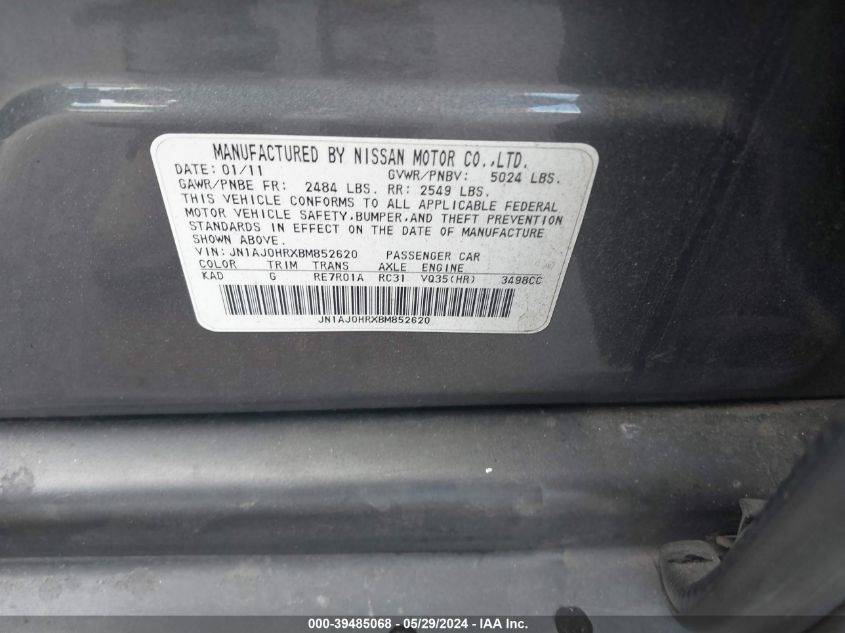 MANUFACTURED BY NISSAN MOTOR CO.,LTD.
DATE: 01/11 GVWR/PNBV: 5024 LBS.
GAWR/PNBE FR: 2484 LBS. RR: 2549 LBS.
THIS VEHICLE CONFORMS TO ALL APPLICABLE FEDERAL
MOTOR VEHICLE SAFETY,BUMPER,AND THEFT PREVENTION
STANDARDS IN EFFECT ON THE DATE OF MANUFACTURE
SHOWN ABOVE.
VIN: JN1AJ0HRXBM852620 PASSENGER CAR
COLOR TRIM TRANS AXLE ENGINE
KAD G RE7R01A RC31 VQ35(HR) 3498CC
JN1AJ0HRXBM852620
000-39485068 - 05/29/2024 - IAA Inc.